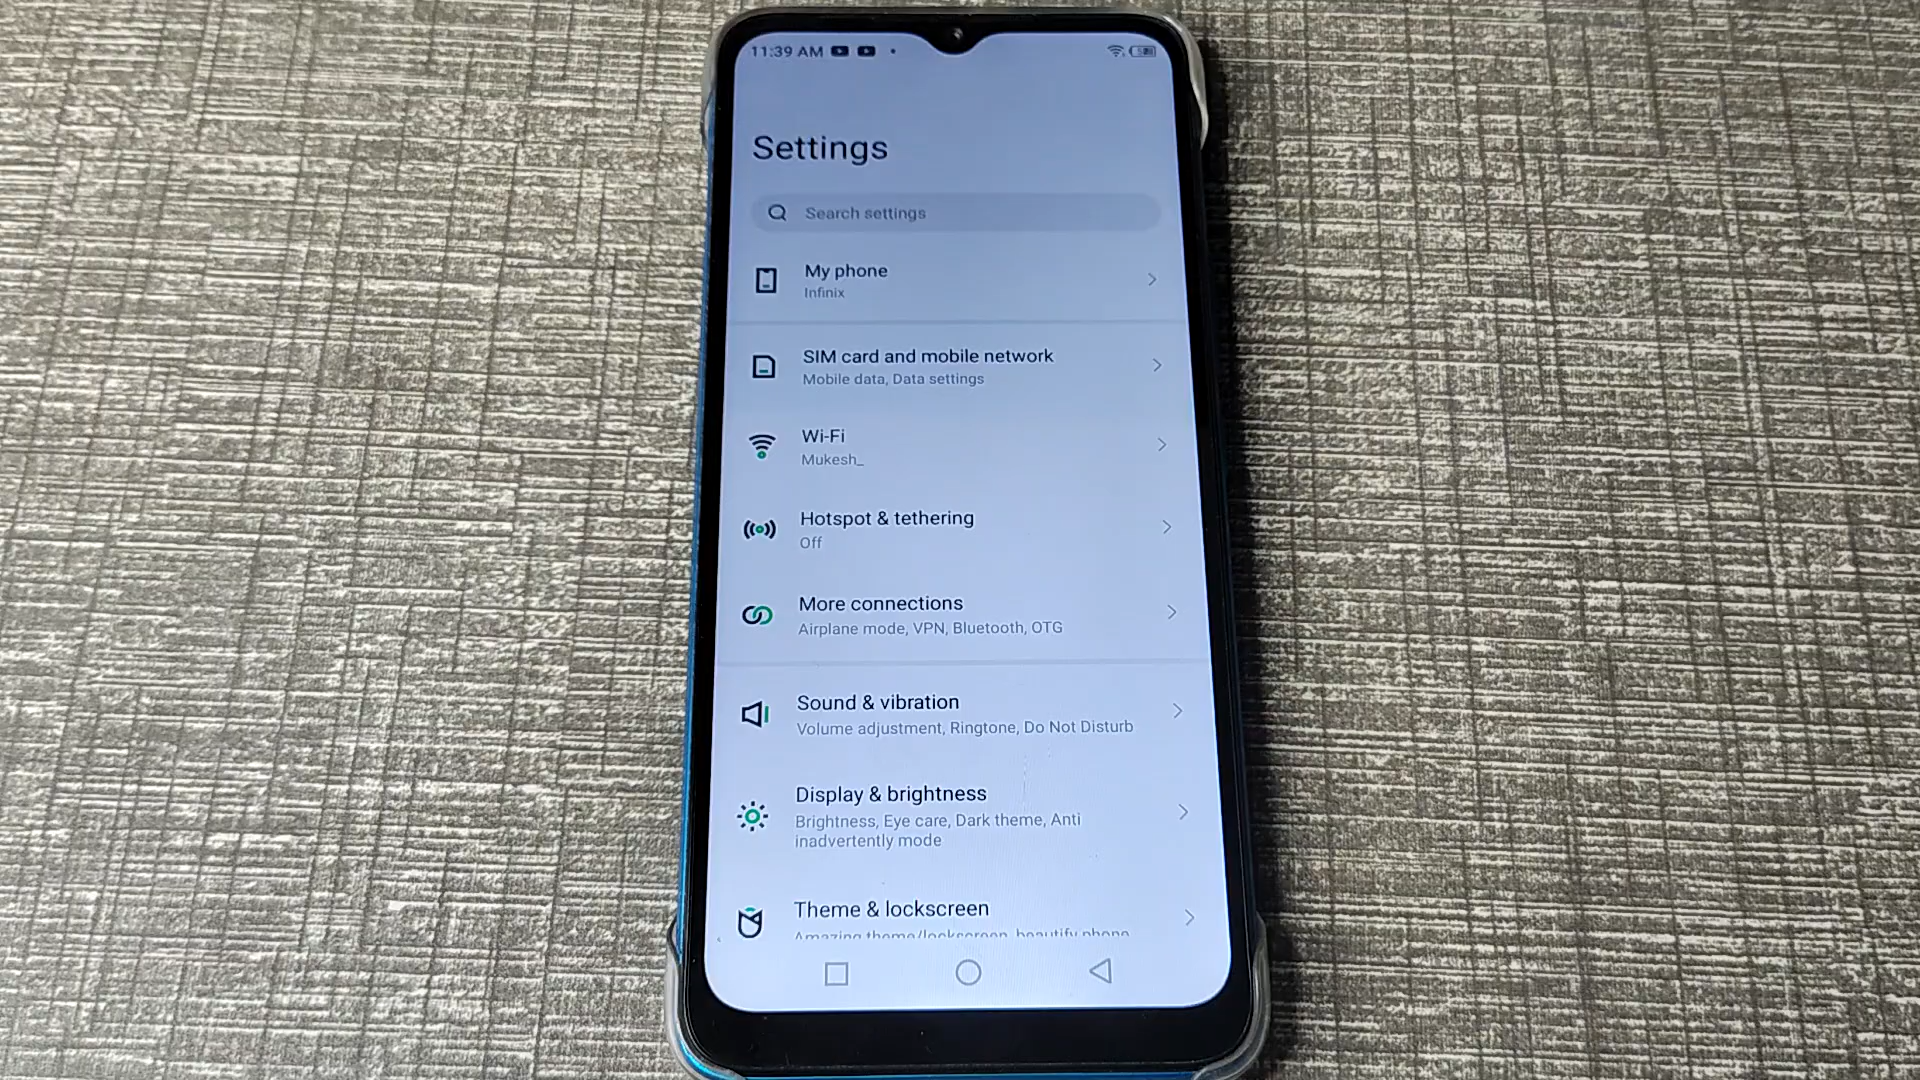 11:39 AM
Settings
Search settings
My phone
Infinix
SIM card and mobile network
Mobile data, Data settings
Wi-Fi
Mukesh_
Hotspot & tethering
Off
More connections
Airplane mode, VPN, Bluetooth, OTG
Sound & vibration
Volume adjustment, Ringtone, Do Not Disturb
Display & brightness
Brightness, Eye care, Dark theme, Anti
inadvertently mode
Theme & lockscreen
Amazing theme/lockscreen, beautify phone